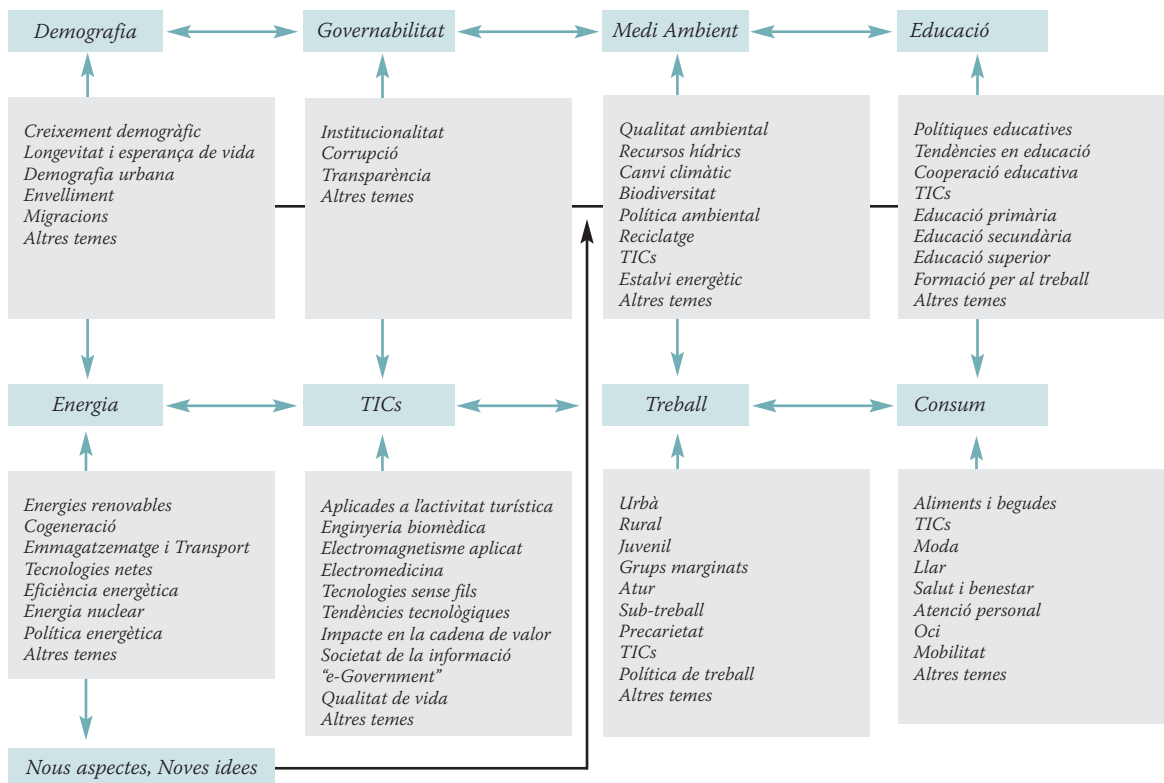 Demografia
Governabilitat
Medi Ambient
Educació
Creixement demogràfic
Longevitat i esperança de vida
Demografia urbana
Envelliment
Migracions
Altres temes
Institucionalitat
Corrupció
Transparència
Altres temes
Qualitat ambiental
Recursos hídrics
Canvi climàtic
Biodiversitat
Política ambiental
Reciclatge
TICs
Estalvi energètic
Altres temes
Polítiques educatives
Tendències en educació
Cooperació educativa
TICs
Educació primària
Educació secundària
Educació superior
Formació per al treball
Altres temes
Energia
TICs
Treball
Consum
Energies renovables
Cogeneració
Emmagatzematge i Transport
Tecnologies netes
Eficiència energètica
Energia nuclear
Política energètica
Altres temes
Aplicades a l’activitat turística
Enginyeria biomèdica
Electromagnetisme aplicat
Electromedicina
Tecnologies sense fils
Tendències tecnològiques
Impacte en la cadena de valor
Societat de la informació
“e-Government”
Qualitat de vida
Altres temes
Urbà
Rural
Juvenil
Grups marginats
Atur
Sub-treball
Precarietat
TICs
Política de treball
Altres temes
Aliments i begudes
TICs
Moda
Llar
Salut i benestar
Atenció personal
Oci
Mobilitat
Altres temes
Nous aspectes, Noves idees